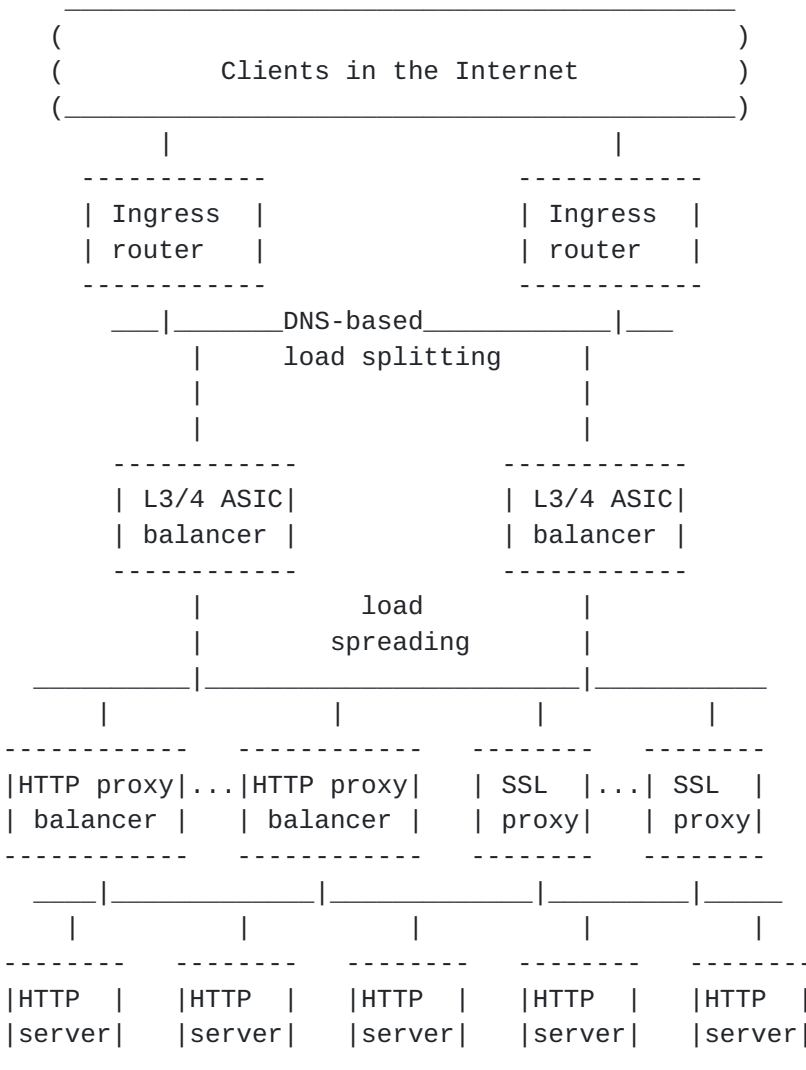 Clients in the Internet
Ingress Ingress
router router
DNS-based
load splitting
L3/4 ASIC L3/4 ASIC
balancer balancer
load
spreading
HTTP proxy ... HTTP proxy SSL ... SSL
balancer balancer proxy proxy
HTTP HTTP HTTP HTTP HTTP
server server server server server